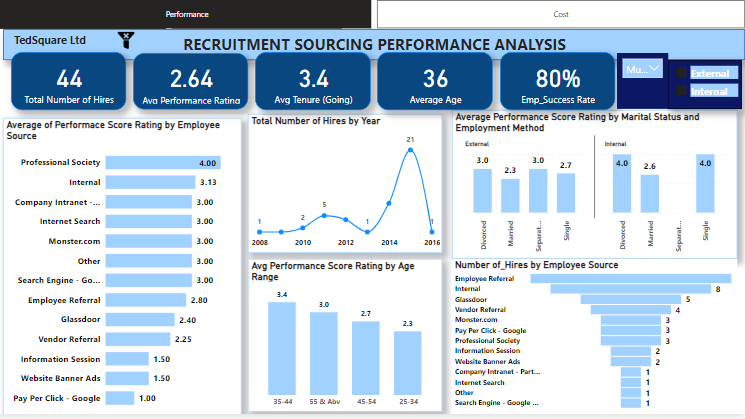 Performance
Cost
TedSquare Ltd
RECRUITMENT SOURCING PERFORMANCE ANALYSIS
44
Total Number of Hires
2.64
Avg Performance Rating
3.4
Avg Tenure (Going)
36
Average Age
80%
Emp_Success Rate
Mu...
External
Internal
Average of Performace Score Rating by Employee
Source
Professional Society 4.00
Internal 3.13
Company Intranet -... 3.00
Internet Search 3.00
Monster.com 3.00
Other 3.00
Search Engine - Go... 3.00
Employee Referral 2.80
Glassdoor 2.40
Vendor Referral 2.25
Information Session 1.50
Website Banner Ads 1.50
Pay Per Click - Google 1.00
Total Number of Hires by Year
1 2 5 1 21 1
2008 2010 2012 2014 2016
Avg Performance Score Rating by Age
Range
3.4 3.0 2.7 2.3
35-44 55 & Abv 45-54 25-34
Average Performance Score Rating by Marital Status and
Employment Method
External Internal
3.0 2.3 3.0 2.7 4.0 2.6 4.0
Divorced Married Separat... Single Divorced Married Separat... Single
Number of_Hires by Employee Source
Employee Referral
Internal 8
Glassdoor 5
Vendor Referral 4
Monster.com 3
Pay Per Click - Google 3
Professional Society 3
Information Session 2
Website Banner Ads 2
Company Intranet - Part... 1
Internet Search 1
Other 1
Search Engine - Google ... 1